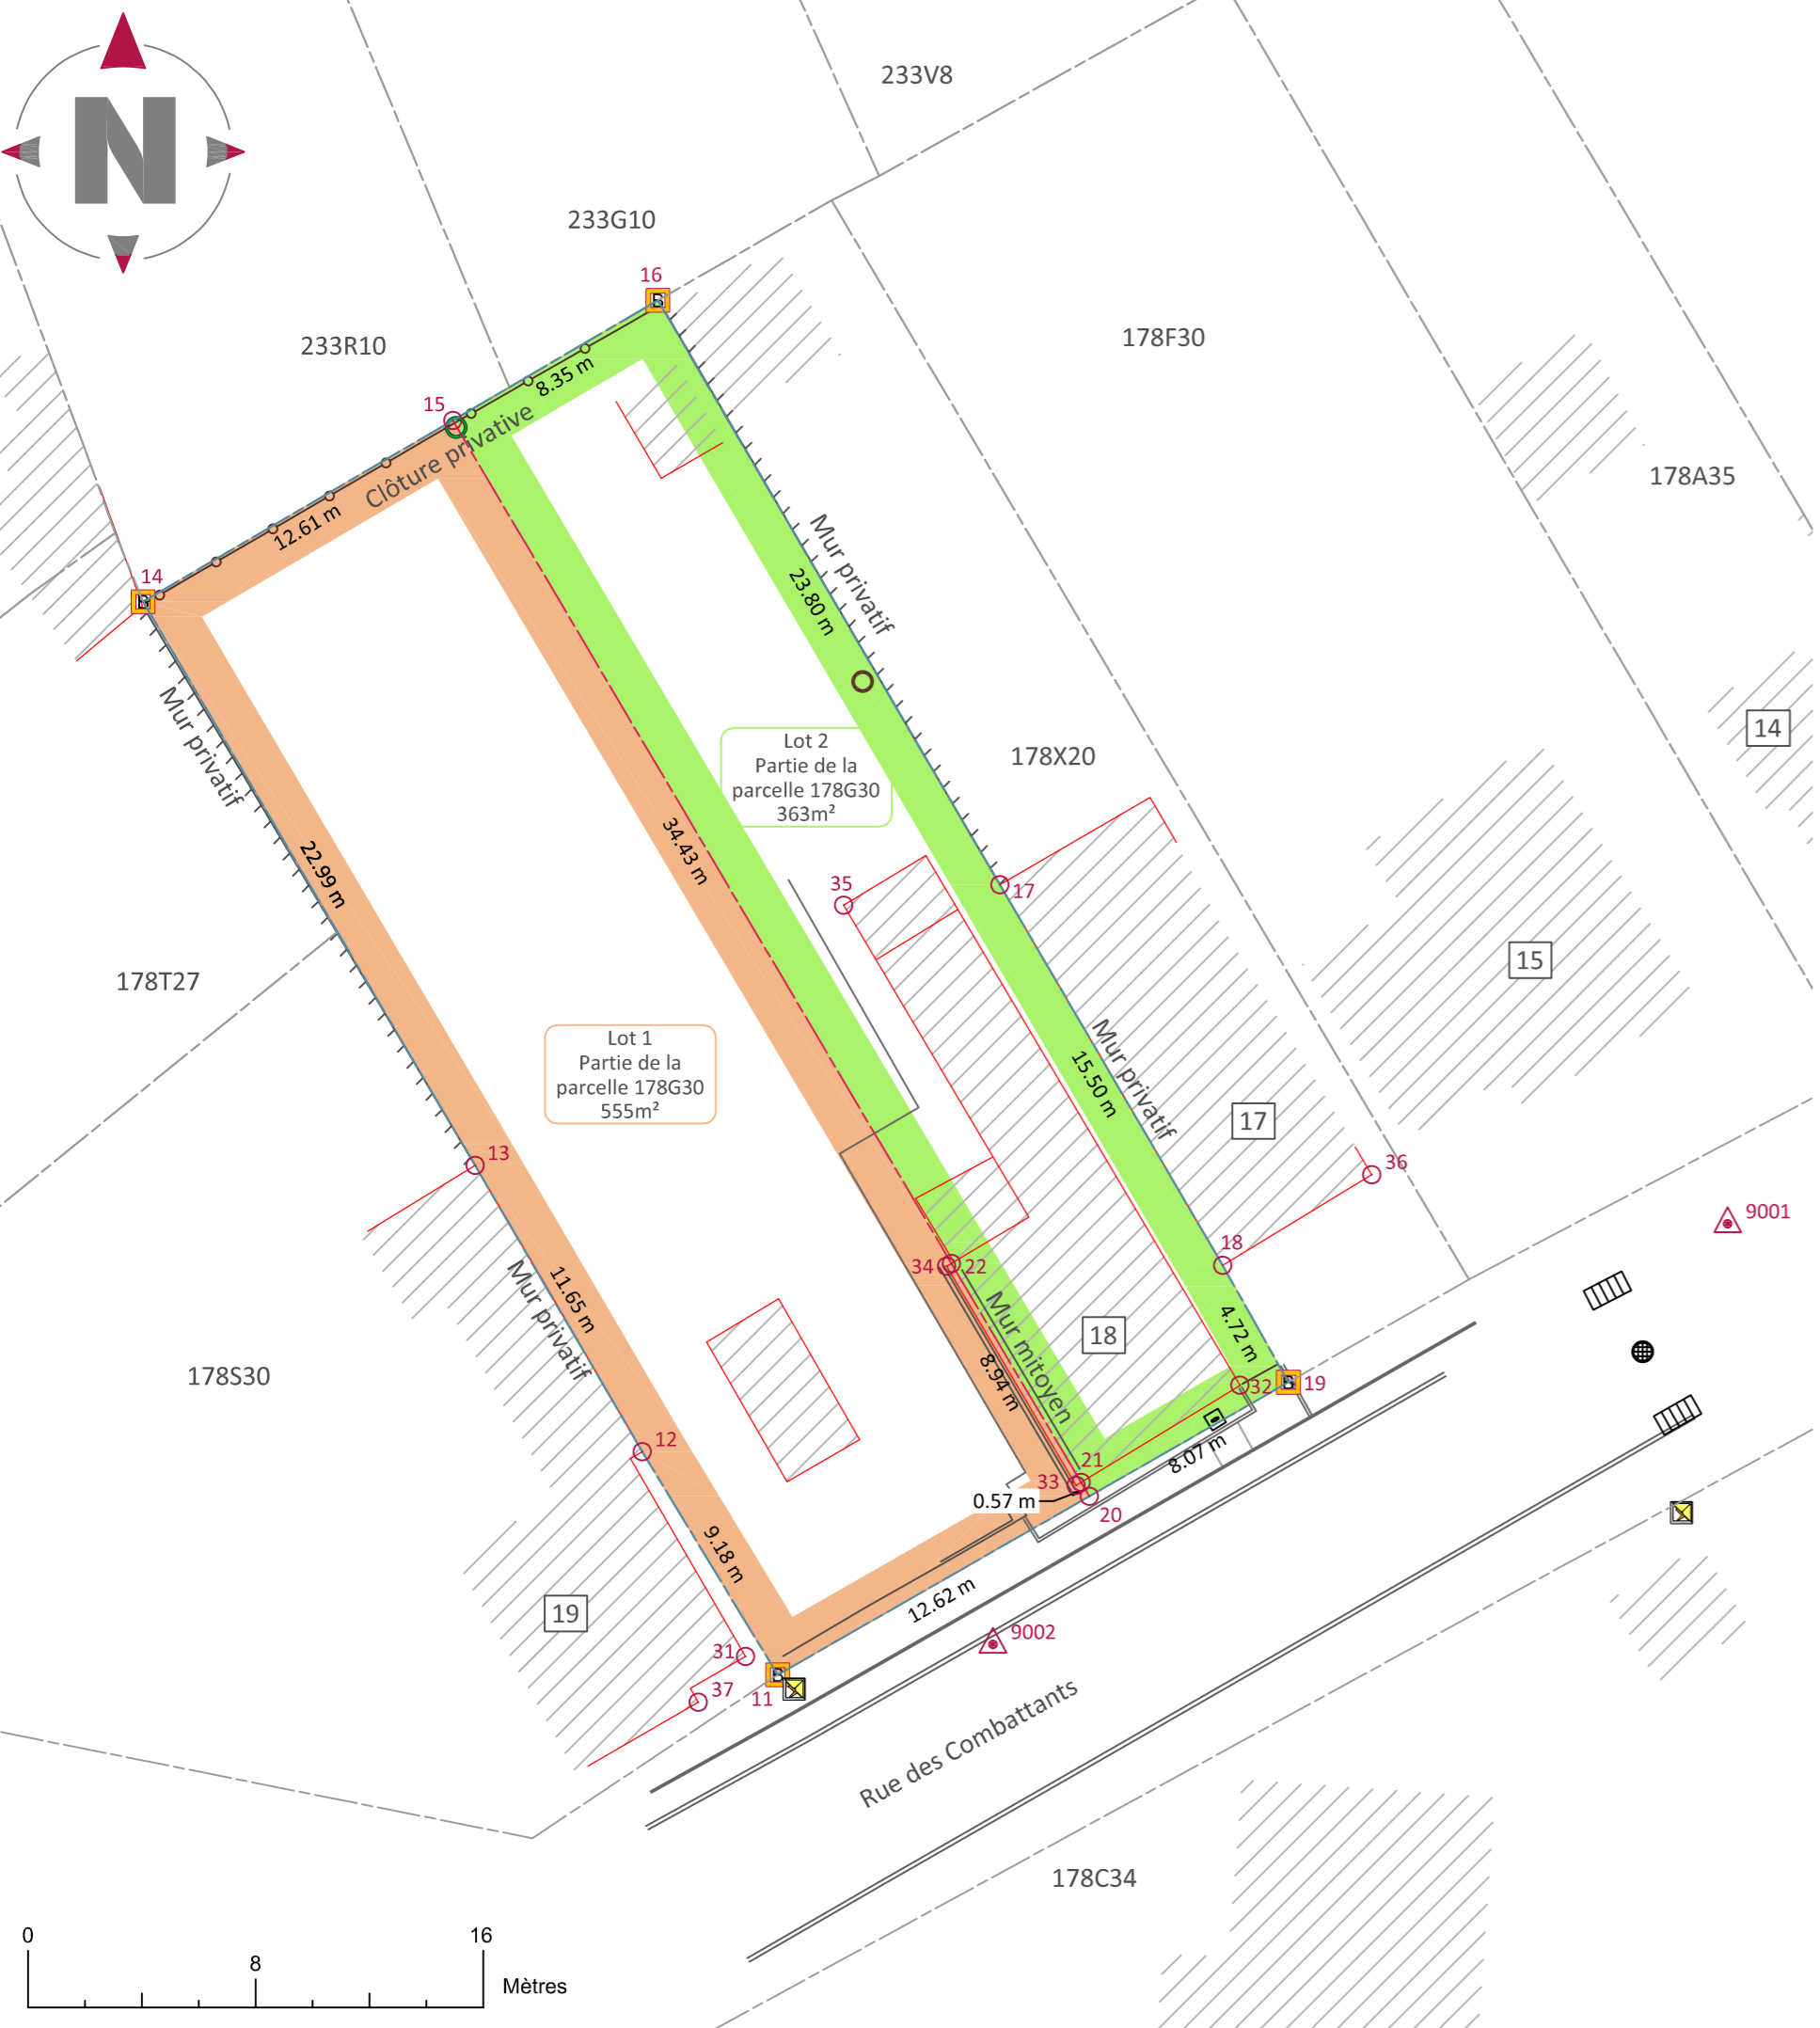 N
233V8
233G10
16
233R10
178F30
8.35 m
15
Clôture privative
178A35
12.61 m
14
Mur privatif
23.80 m
Mur privatif
14
Lot 2
Partie de la
parcelle 178G30
363m²
178X20
34.43 m
22.99 m
35
17
178T27
15
Lot 1
Partie de la
parcelle 178G30
555m²
Mur privatif
15.50 m
17
13
36
9001
18
34
22
Mur privatif
11.65 m
Mur mitoyen
18
4.72 m
178S30
8.94 m
32
B
19
12
8.07 m
21
33
0.57 m
20
9.18 m
12.62 m
19
9002
31
B
37
11
Rue des Combattants
178C34
0
16
8
Mètres
B
B